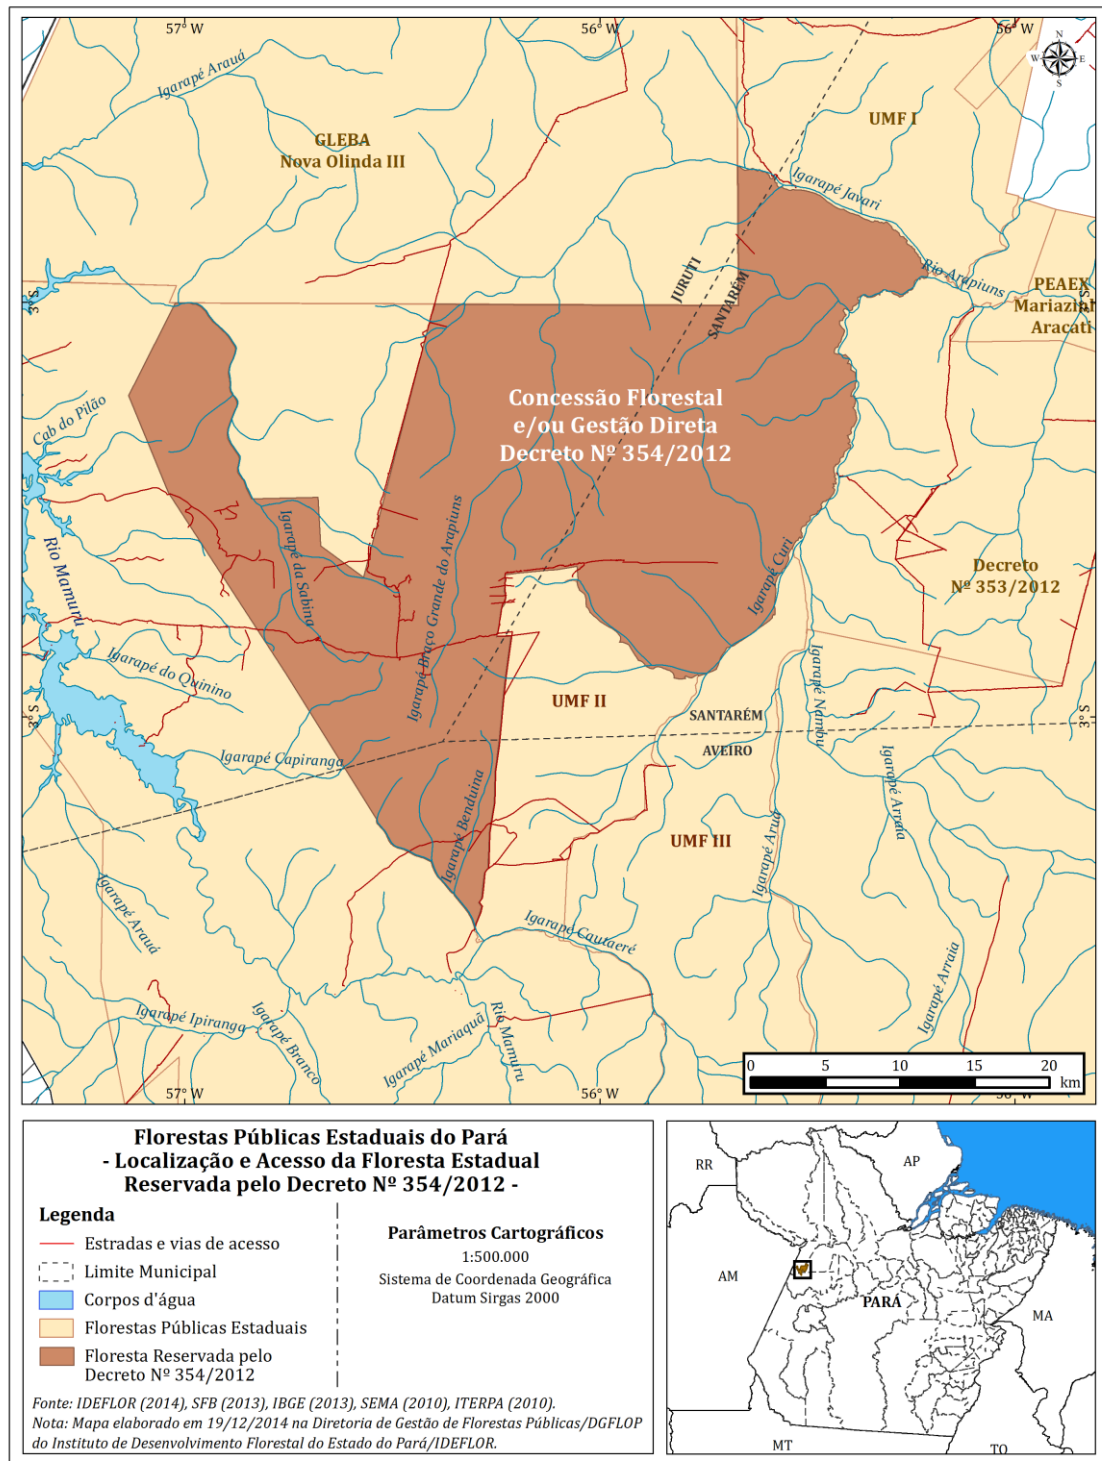 57° W
56° W
56° W
N
W
E
S
Igarapé Arauá
UMF I
GLEBA
Nova Olinda III
Igarapé Javari
JURUTI
SANTARÉM
Rio Arapiuns
PEAEX
Mariazinh
Aracati
3° S
Cab do Pilão
Concessão Florestal
e/ou Gestão Direta
Decreto Nº 354/2012
Igarapé da Sabina
Igarapé Braço Grande do Arapiuns
Igarapé Curi
Rio Mamuru
Decreto
Nº 353/2012
Igarapé do Quinino
Igarapé Nambu
UMF II
SANTARÉM
AVEIRO
3° S
3° S
Igarapé Capiranga
Igarapé Arraia
Igarapé Benduina
UMF III
Igarapé Aruá
Igarapé Arauá
Igarapé Cautaeré
Igarapé Arraia
Igarapé Ipiranga
Igarapé Branco
Igarapé Mariaquã
Rio Mamuru
0 5 10 15 20
km
57° W
56° W
Florestas Públicas Estaduais do Pará
- Localização e Acesso da Floresta Estadual
Reservada pelo Decreto Nº 354/2012 -
Legenda
Estradas e vias de acesso
Limite Municipal
Corpos d'água
Florestas Públicas Estaduais
Floresta Reservada pelo
Decreto Nº 354/2012
Parâmetros Cartográficos
1:500.000
Sistema de Coordenada Geográfica
Datum Sirgas 2000
Fonte: IDEFLOR (2014), SFB (2013), IBGE (2013), SEMA (2010), ITERPA (2010).
Nota: Mapa elaborado em 19/12/2014 na Diretoria de Gestão de Florestas Públicas/DGFLOP
do Instituto de Desenvolvimento Florestal do Estado do Pará/IDEFLOR.
RR
AP
AM
PARÁ
MA
MT
TO